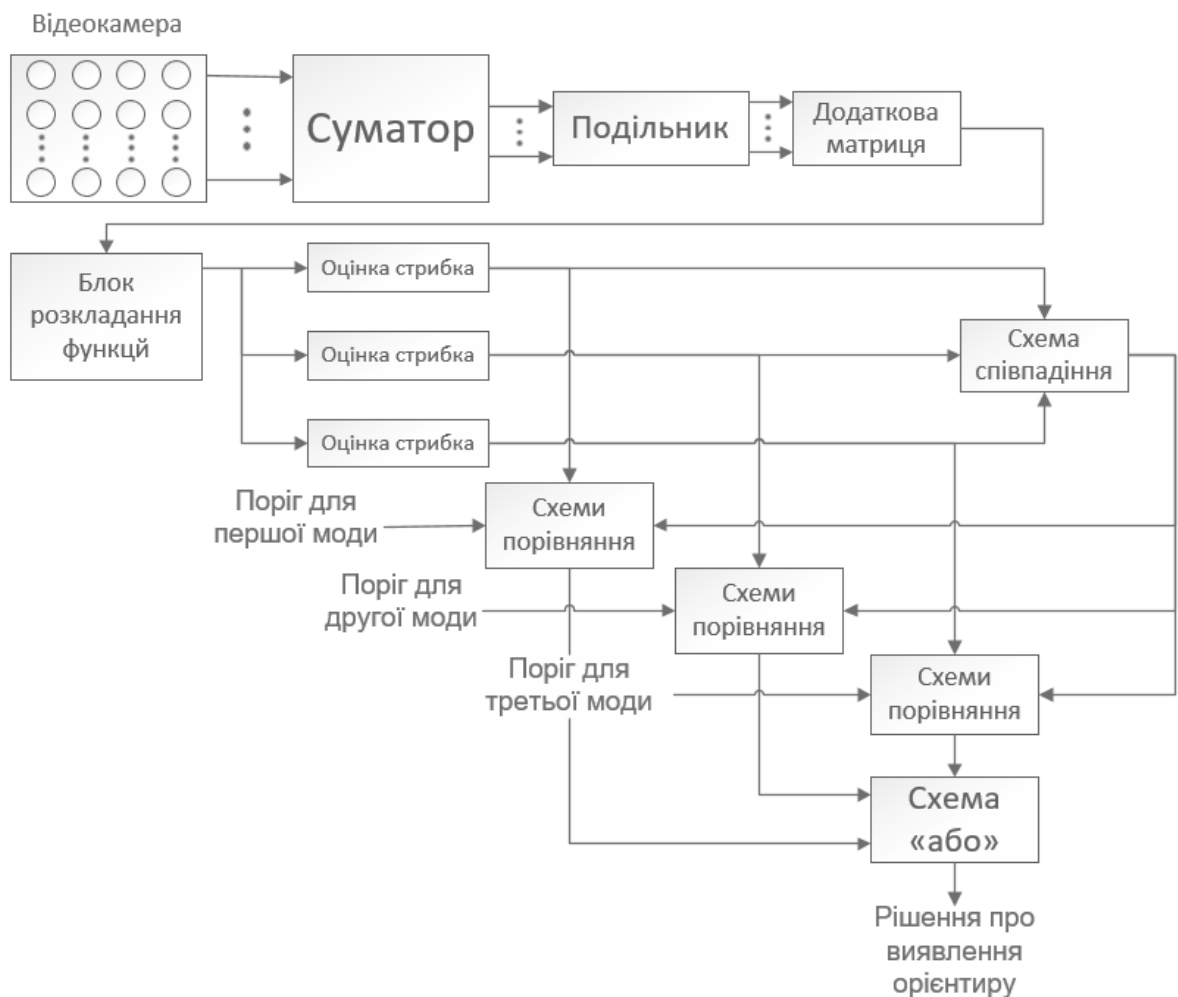 Відеокамера
Суматор
Подільник
Додаткова
матриця
Блок
розкладання
функцй
Оцінка стрибка
Оцінка стрибка
Оцінка стрибка
Схема
співпадіння
Поріг для
першої моди
Схеми
порівняння
Поріг для
другої моди
Схеми
порівняння
Поріг для
третьої моди
Схеми
порівняння
Схема
«або»
Рішення про
виявлення
орієнтиру